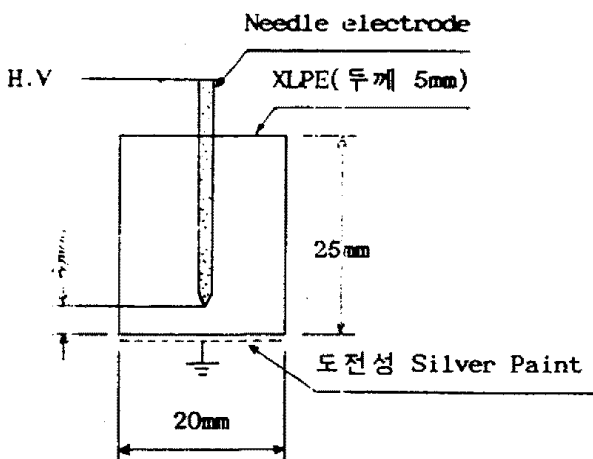 Needle electrode
H.V
XLPE(두께 5mm)
25mm
도전성 Silver Paint
20mm